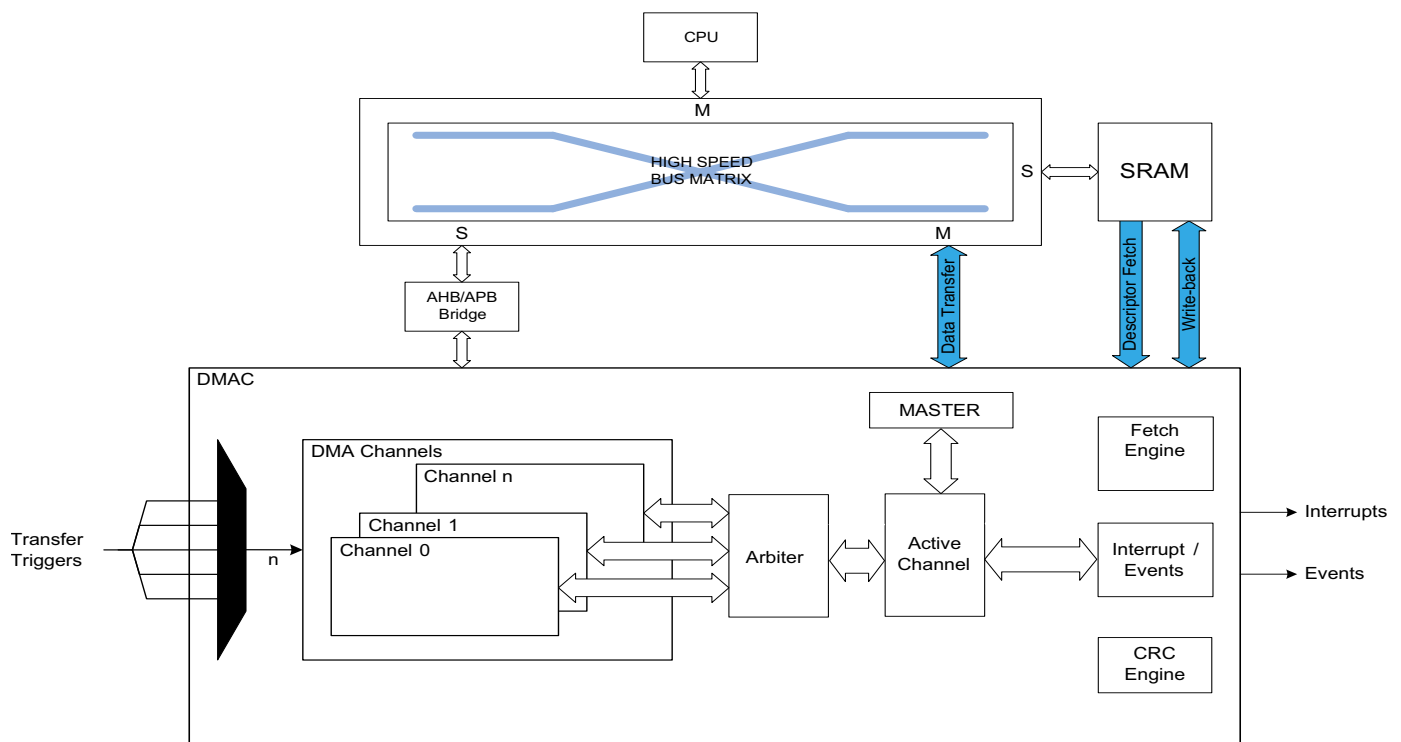 CPU
M
HIGH SPEED
BUS MATRIX
S
SRAM
S
M
AHB/APB
Bridge
Data Transfer
Descriptor Fetch
Write-back
DMAC
MASTER
DMA Channels
Channel n
Channel 1
Channel 0
Fetch
Engine
Transfer
Triggers
n
Arbiter
Active
Channel
Interrupt /
Events
Interrupts
Events
CRC
Engine